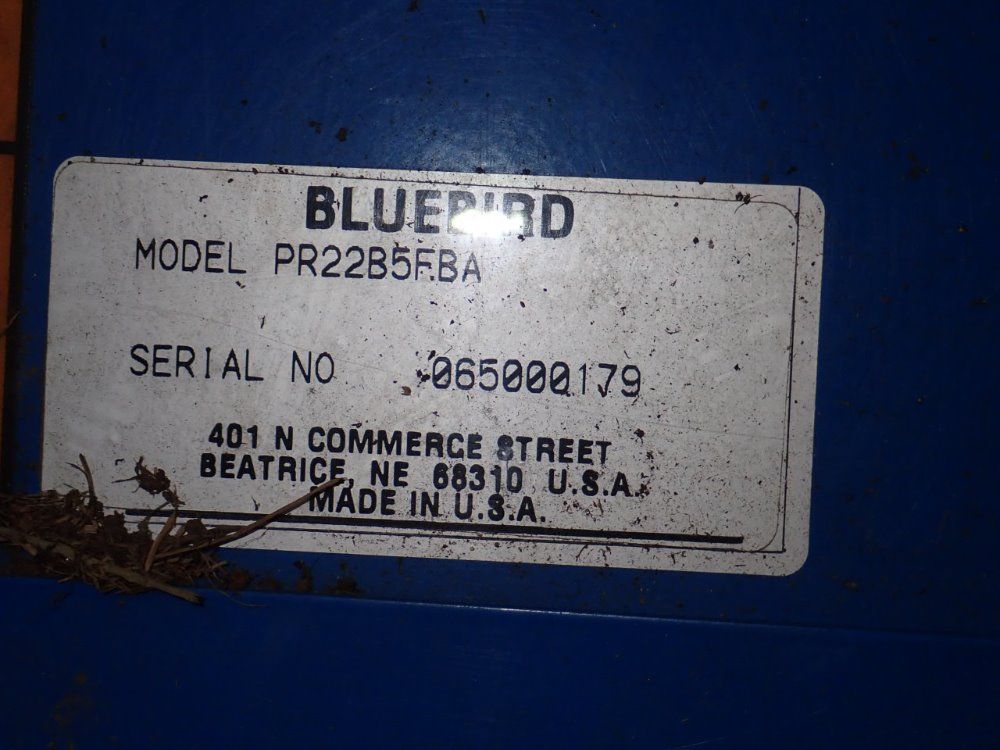 BLUEBIRD
MODEL PR22B5FBA
SERIAL NO 065000179
401 N COMMERCE STREET
BEATRICE, NE 68310 U.S.A.
MADE IN U.S.A.